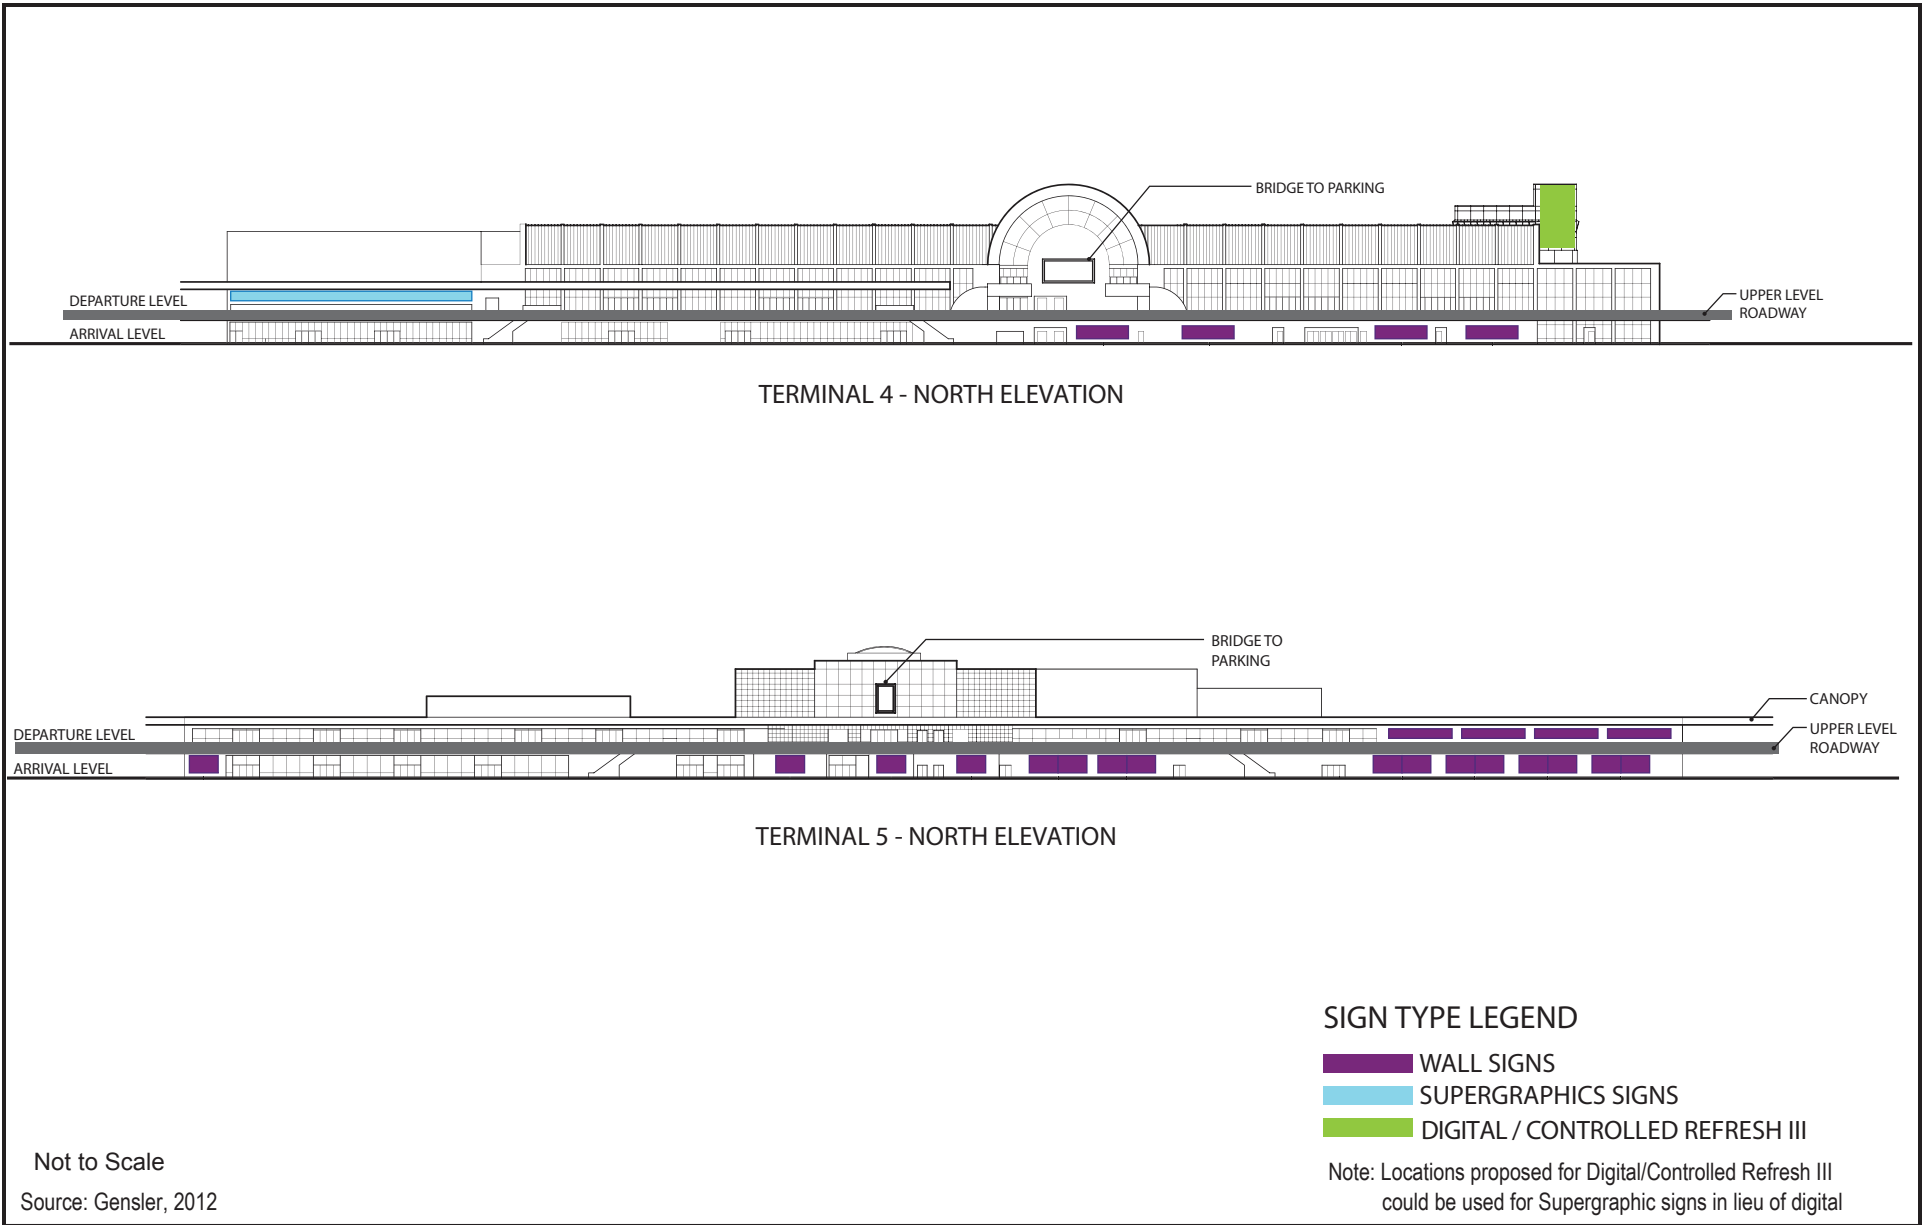 BRIDGE TO PARKING
DEPARTURE LEVEL
UPPER LEVEL
ROADWAY
ARRIVAL LEVEL
TERMINAL 4 - NORTH ELEVATION
BRIDGE TO
PARKING
CANOPY
DEPARTURE LEVEL
UPPER LEVEL
ROADWAY
ARRIVAL LEVEL
TERMINAL 5 - NORTH ELEVATION
SIGN TYPE LEGEND
WALL SIGNS
SUPERGRAPHICS SIGNS
DIGITAL / CONTROLLED REFRESH III
Note: Locations proposed for Digital/Controlled Refresh III
could be used for Supergraphic signs in lieu of digital
Not to Scale
Source: Gensler, 2012